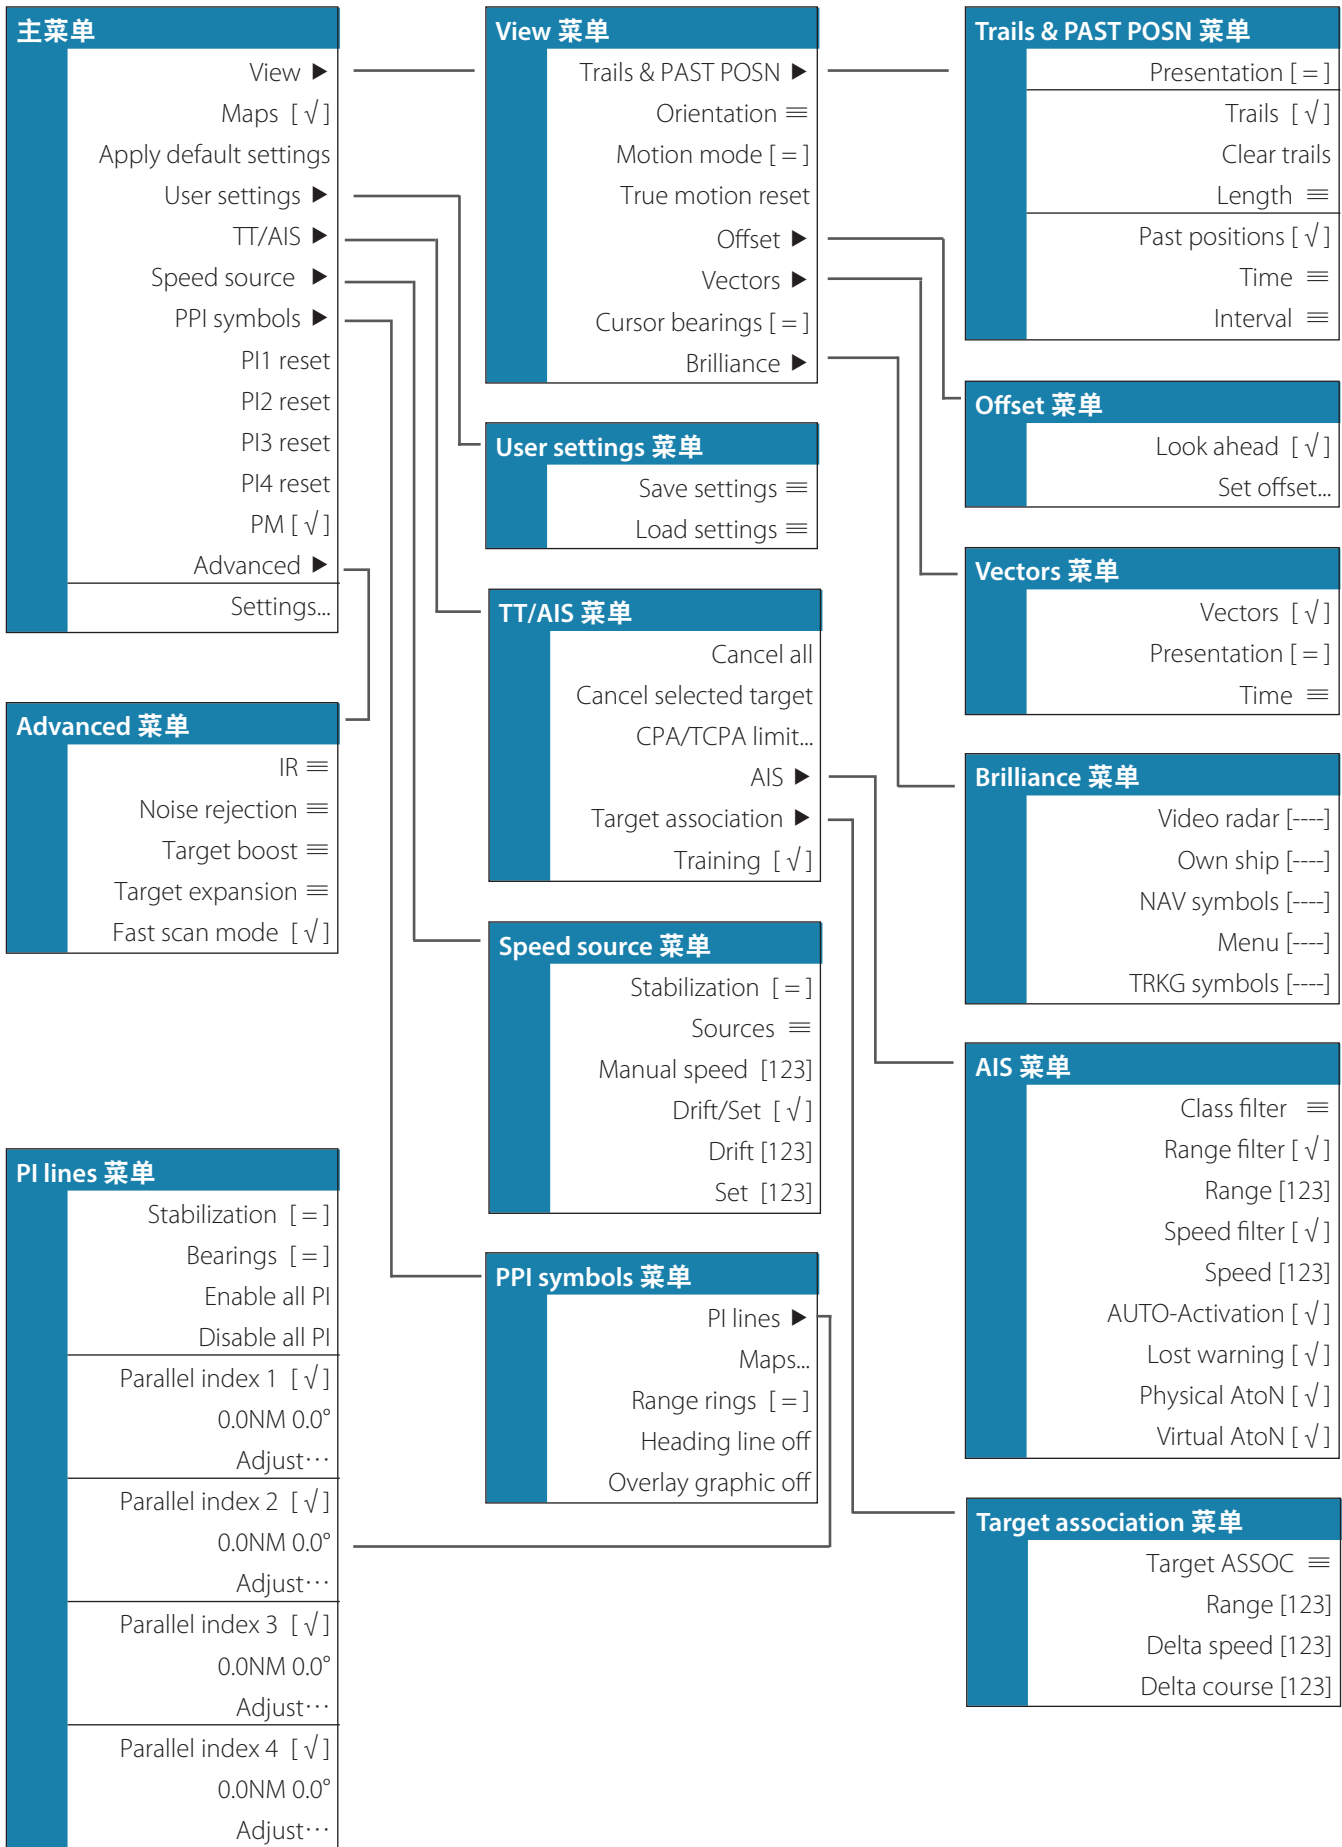 主菜单
View ▶
Maps [ √ ]
Apply default settings
User settings ▶
TT/AIS ▶
Speed source ▶
PPI symbols ▶
PI1 reset
PI2 reset
PI3 reset
PI4 reset
PM [ √ ]
Advanced ▶
Settings...
Advanced 菜单
IR ≡
Noise rejection ≡
Target boost ≡
Target expansion ≡
Fast scan mode [ √ ]
PI lines 菜单
Stabilization [ = ]
Bearings [ = ]
Enable all PI
Disable all PI
Parallel index 1 [ √ ]
0.0NM 0.0°
Adjust···
Parallel index 2 [ √ ]
0.0NM 0.0°
Adjust···
Parallel index 3 [ √ ]
0.0NM 0.0°
Adjust···
Parallel index 4 [ √ ]
0.0NM 0.0°
Adjust···
View 菜单
Trails & PAST POSN ▶
Orientation ≡
Motion mode [ = ]
True motion reset
Offset ▶
Vectors ▶
Cursor bearings [ = ]
Brilliance ▶
User settings 菜单
Save settings ≡
Load settings ≡
TT/AIS 菜单
Cancel all
Cancel selected target
CPA/TCPA limit...
AIS ▶
Target association ▶
Training [ √ ]
Speed source 菜单
Stabilization [ = ]
Sources ≡
Manual speed [123]
Drift/Set [ √ ]
Drift [123]
Set [123]
PPI symbols 菜单
PI lines ▶
Maps...
Range rings [ = ]
Heading line off
Overlay graphic off
Trails & PAST POSN 菜单
Presentation [ = ]
Trails [ √ ]
Clear trails
Length ≡
Past positions [ √ ]
Time ≡
Interval ≡
Offset 菜单
Look ahead [ √ ]
Set offset...
Vectors 菜单
Vectors [ √ ]
Presentation [ = ]
Time ≡
Brilliance 菜单
Video radar [----]
Own ship [----]
NAV symbols [----]
Menu [----]
TRKG symbols [----]
AIS 菜单
Class filter ≡
Range filter [ √ ]
Range [123]
Speed filter [ √ ]
Speed [123]
AUTO-Activation [ √ ]
Lost warning [ √ ]
Physical AtoN [ √ ]
Virtual AtoN [ √ ]
Target association 菜单
Target ASSOC ≡
Range [123]
Delta speed [123]
Delta course [123]